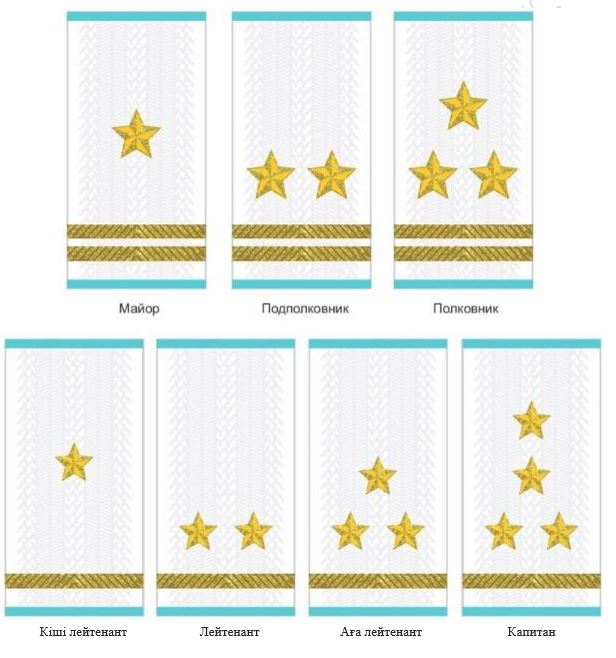 Майор Подполковник Полковник
Кіші лейтенант Лейтенант Аға лейтенант Капитан